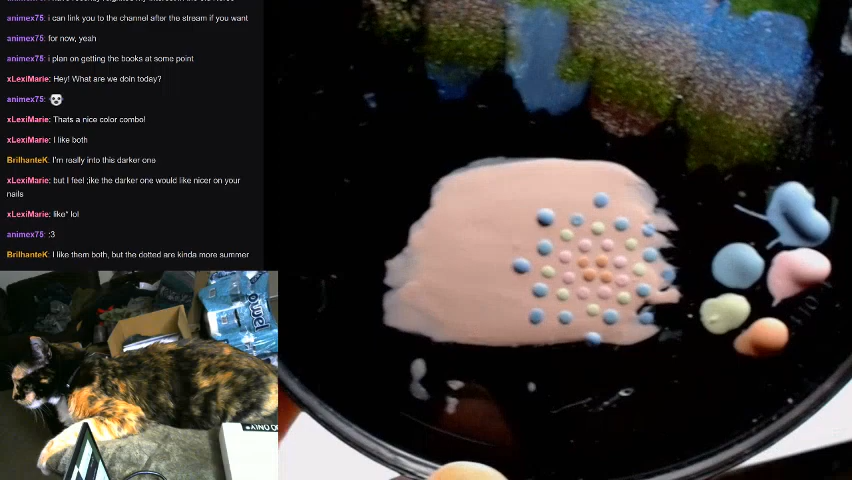 animex75: i can link you to the channel after the stream if you want
animex75: for now, yeah
animex75: i plan on getting the books at some point
xLexiMarie: Hey! What are we doin today?
animex75:
xLexiMarie: Thats a nice color combo!
xLexiMarie: I like both
BrilhanteK: I'm really into this darker one
xLexiMarie: but I feel ;ike the darker one would like nicer on your
nails
xLexiMarie: like* lol
animex75: :3
BrilhanteK: I like them both, but the dotted are kinda more summer